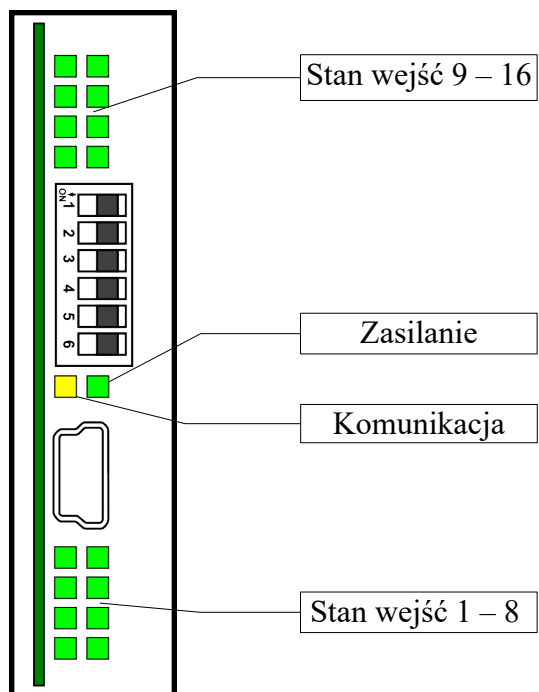 Stan wejść 9 – 16
ON
1
2
3
4
5
6
Zasilanie
Komunikacja
Stan wejść 1 – 8